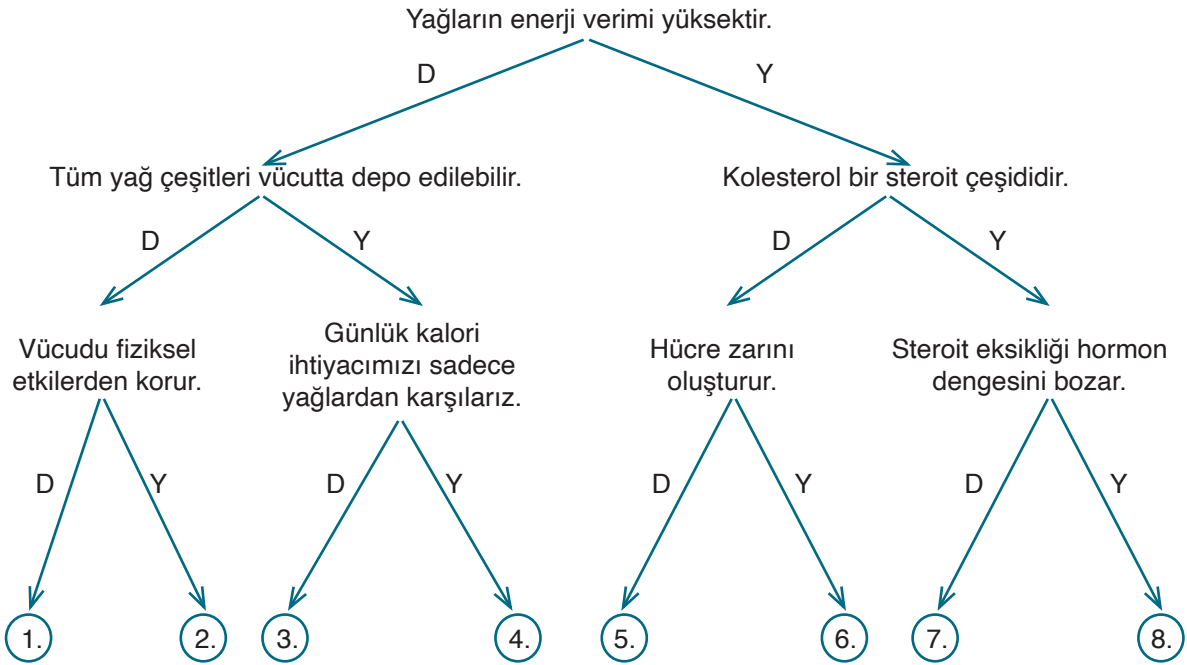 Yağların enerji verimi yüksektir.
D
Y
Tüm yağ çeşitleri vücutta depo edilebilir.
Kolesterol bir steroit çeşididir.
D
Y
D
Y
Vücudu fiziksel
etkilerden korur.
Günlük kalori
ihtiyacımızı sadece
yağlardan karşılarız.
Hücre zarını
oluşturur.
Steroit eksikliği hormon
dengesini bozar.
D
Y
D
Y
D
Y
D
Y
1.
2.
3.
4.
5.
6.
7.
8.